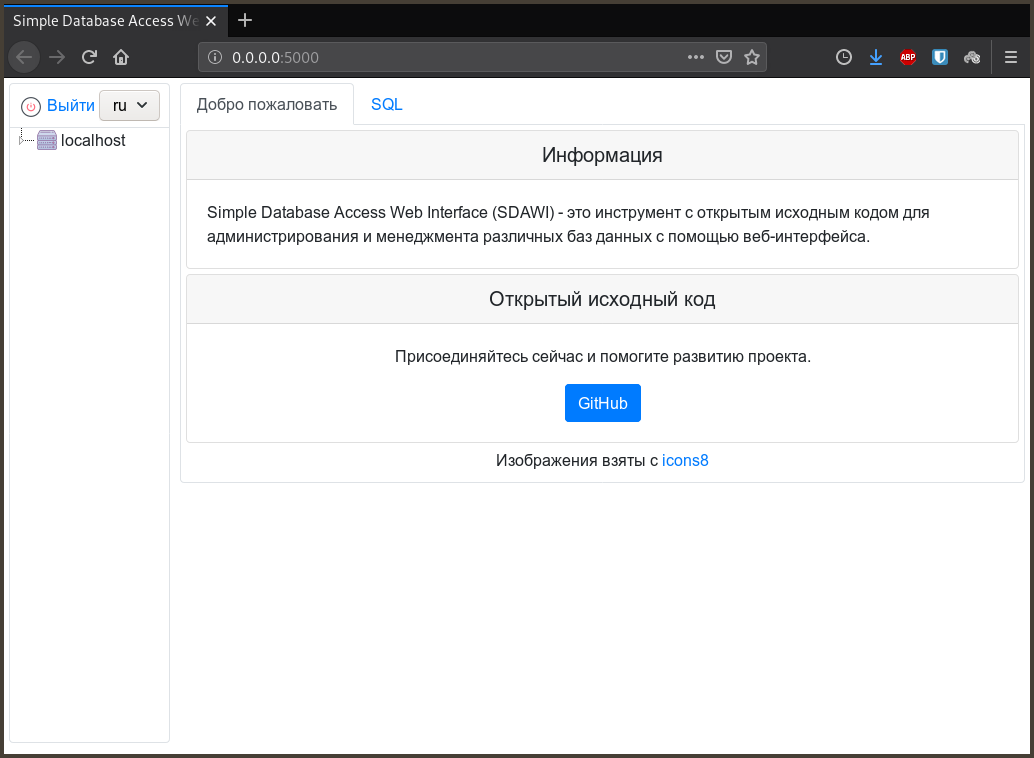 Simple Database Access We
0.0.0.0:5000
ABP
Выйти ru
localhost
Добро пожаловать SQL
Информация
Simple Database Access Web Interface (SDAWI) - это инструмент с открытым исходным кодом для
администрирования и менеджмента различных баз данных с помощью веб-интерфейса.
Открытый исходный код
Присоединяйтесь сейчас и помогите развитию проекта.
GitHub
Изображения взяты с icons8